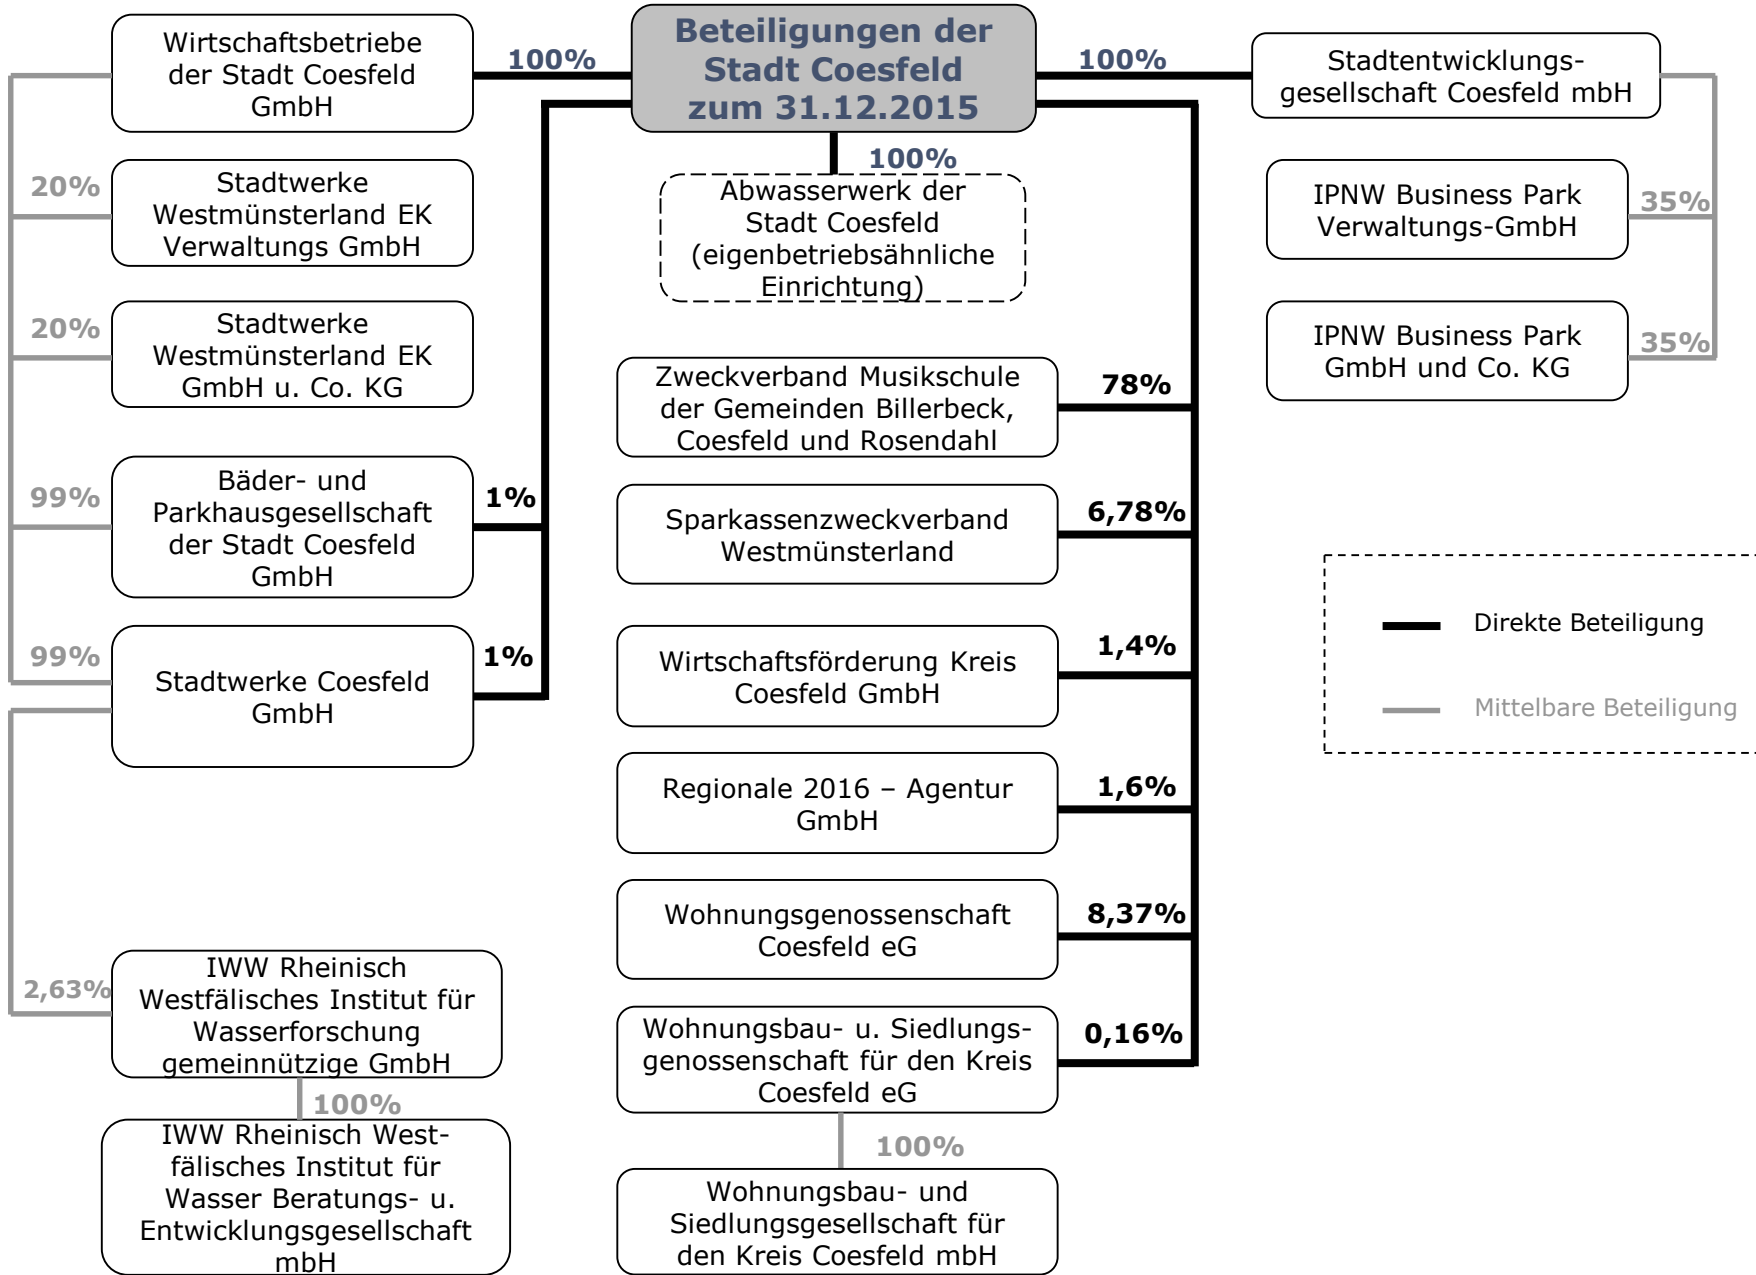 Beteiligungen der
Stadt Coesfeld
zum 31.12.2015
Wirtschaftsbetriebe
der Stadt Coesfeld
GmbH
100%
100%
Stadtentwicklungs-
gesellschaft Coesfeld mbH
100%
Abwasserwerk der
Stadt Coesfeld
(eigenbetriebsähnliche
Einrichtung)
20%
Stadtwerke
Westmünsterland EK
Verwaltungs GmbH
20%
Stadtwerke
Westmünsterland EK
GmbH u. Co. KG
99%
Bäder- und
Parkhausgesellschaft
der Stadt Coesfeld
GmbH
1%
99%
Stadtwerke Coesfeld
GmbH
1%
2,63%
IWW Rheinisch
Westfälisches Institut für
Wasserforschung
gemeinnützige GmbH
100%
IWW Rheinisch West-
fälisches Institut für
Wasser Beratungs- u.
Entwicklungsgesellschaft
mbH
Zweckverband Musikschule
der Gemeinden Billerbeck,
Coesfeld und Rosendahl
78%
Sparkassenzweckverband
Westmünsterland
6,78%
Wirtschaftsförderung Kreis
Coesfeld GmbH
1,4%
Regionale 2016 – Agentur
GmbH
1,6%
Wohnungsgenossenschaft
Coesfeld eG
8,37%
Wohnungsbau- u. Siedlungs-
genossenschaft für den Kreis
Coesfeld eG
0,16%
100%
Wohnungsbau- und
Siedlungsgesellschaft für
den Kreis Coesfeld mbH
IPNW Business Park
Verwaltungs-GmbH
35%
IPNW Business Park
GmbH und Co. KG
35%
Direkte Beteiligung
Mittelbare Beteiligung